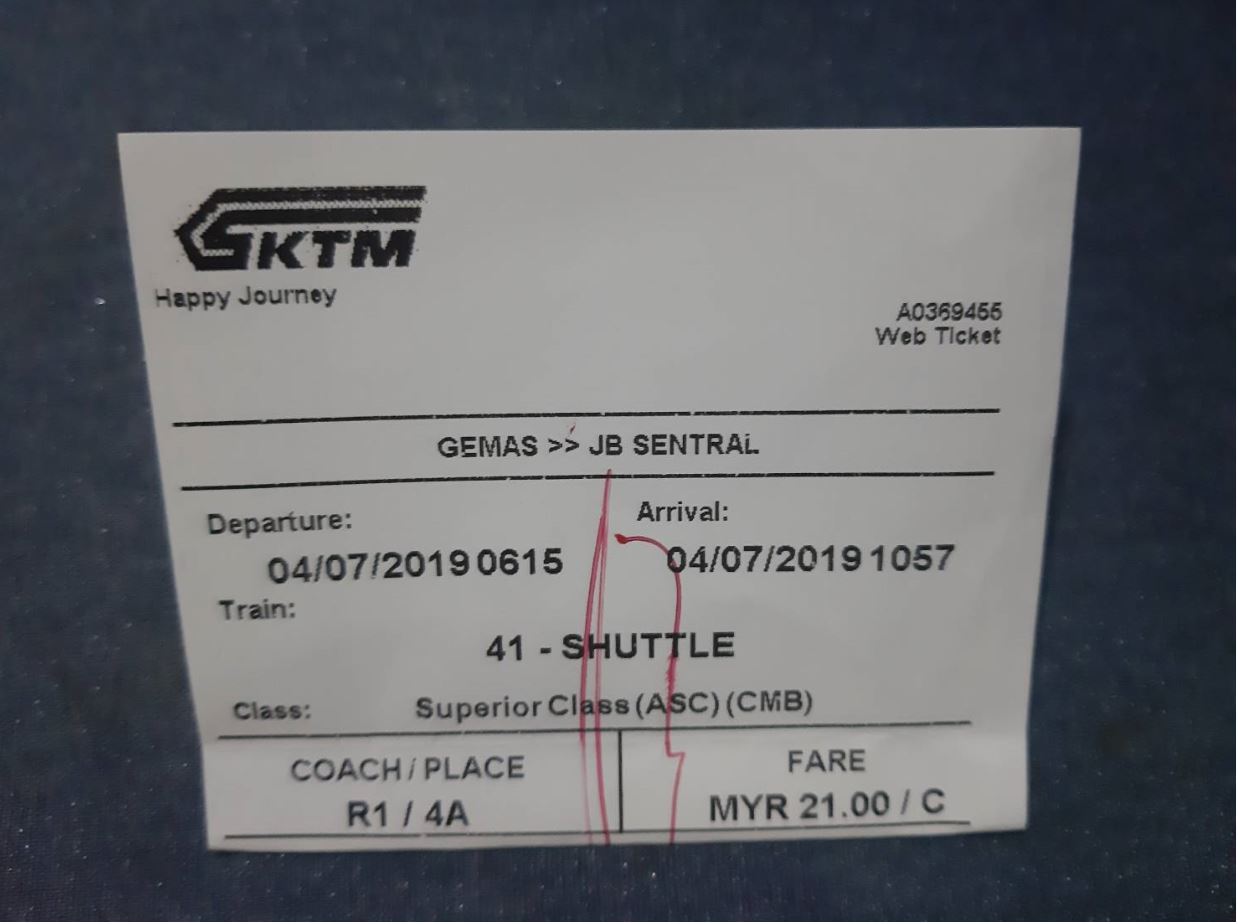 KTM
Happy Journey
A0369455
Web Ticket
GEMAS >> JB SENTRAL
Departure: Arrival:
04/07/2019 0615 04/07/2019 1057
Train:
41 - SHUTTLE
Class: Superior Class (ASC) (CMB)
COACH / PLACE FARE
R1 / 4A MYR 21.00 / C